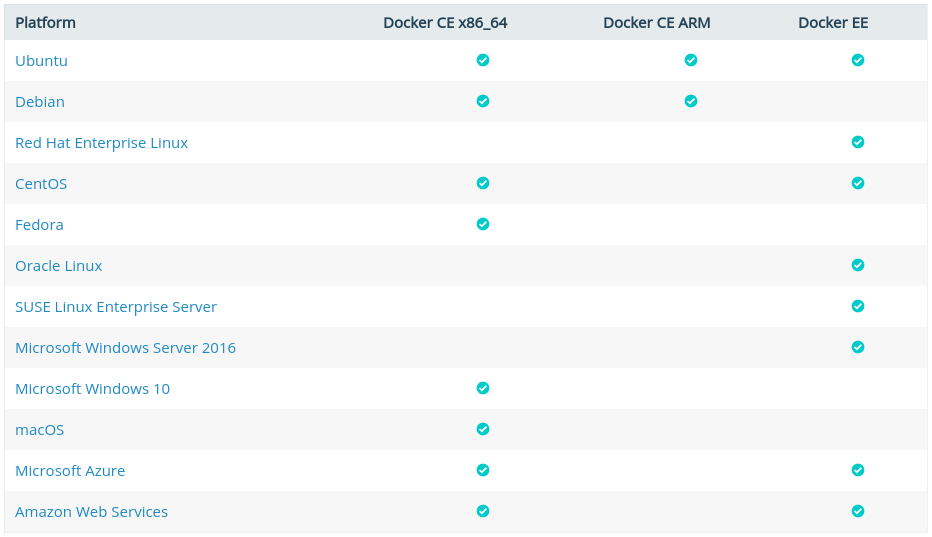 Platform Docker CE x86_64 Docker CE ARM Docker EE
Ubuntu
Debian
Red Hat Enterprise Linux
CentOS
Fedora
Oracle Linux
SUSE Linux Enterprise Server
Microsoft Windows Server 2016
Microsoft Windows 10
macOS
Microsoft Azure
Amazon Web Services